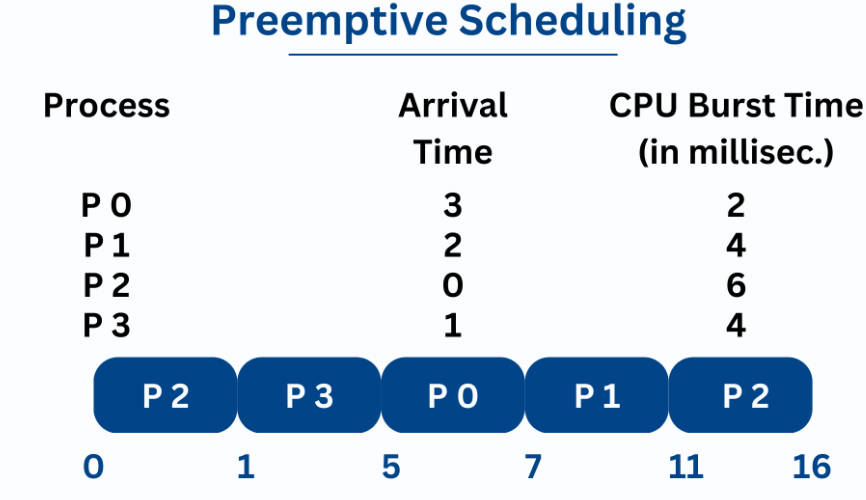 Preemptive Scheduling
Process Arrival Time CPU Burst Time (in millisec.)
P 0 3 2
P 1 2 4
P 2 0 6
P 3 1 4
P 2 P 3 P 0 P 1 P 2
0 1 5 7 11 16